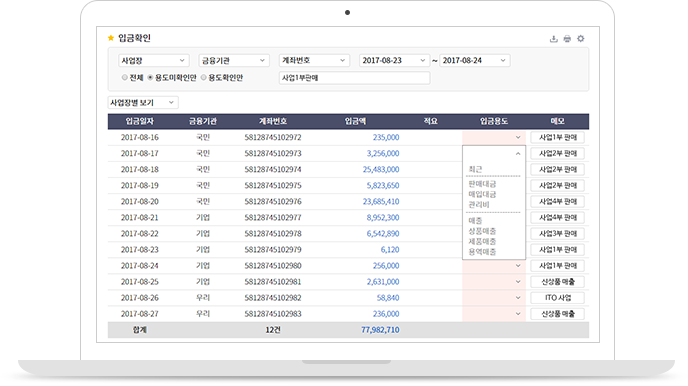 입금확인
사업장 금융기관 계좌번호 2017-08-23 ~ 2017-08-24
전체 용도미확인만 용도확인만 사업1부판매
사업장별 보기
입금일자 금융기관 계좌번호 입금액 적요 입금용도 메모
2017-08-16 국민 58128745102972 235,000 사업1부 판매
2017-08-17 국민 58128745102973 3,256,000 사업2부 판매
2017-08-18 국민 58128745102974 25,483,000 최근 사업2부 판매
2017-08-19 국민 58128745102975 5,823,650 판매대금 사업2부 판매
매입대금
2017-08-20 국민 58128745102976 23,685,410 관리비 사업4부 판매
2017-08-21 기업 58128745102977 8,952,300 매출 사업4부 판매
2017-08-22 기업 58128745102978 6,542,890 상품매출 사업3부 판매
제품매출
2017-08-23 기업 58128745102979 6,120 용역매출 사업1부 판매
2017-08-24 기업 58128745102980 256,000 사업1부 판매
2017-08-25 기업 58128745102981 2,631,000 신상품 매출
2017-08-26 우리 58128745102982 58,840 ITO 사업
2017-08-27 우리 58128745102983 236,000 신상품 매출
합계 12건 77,982,710